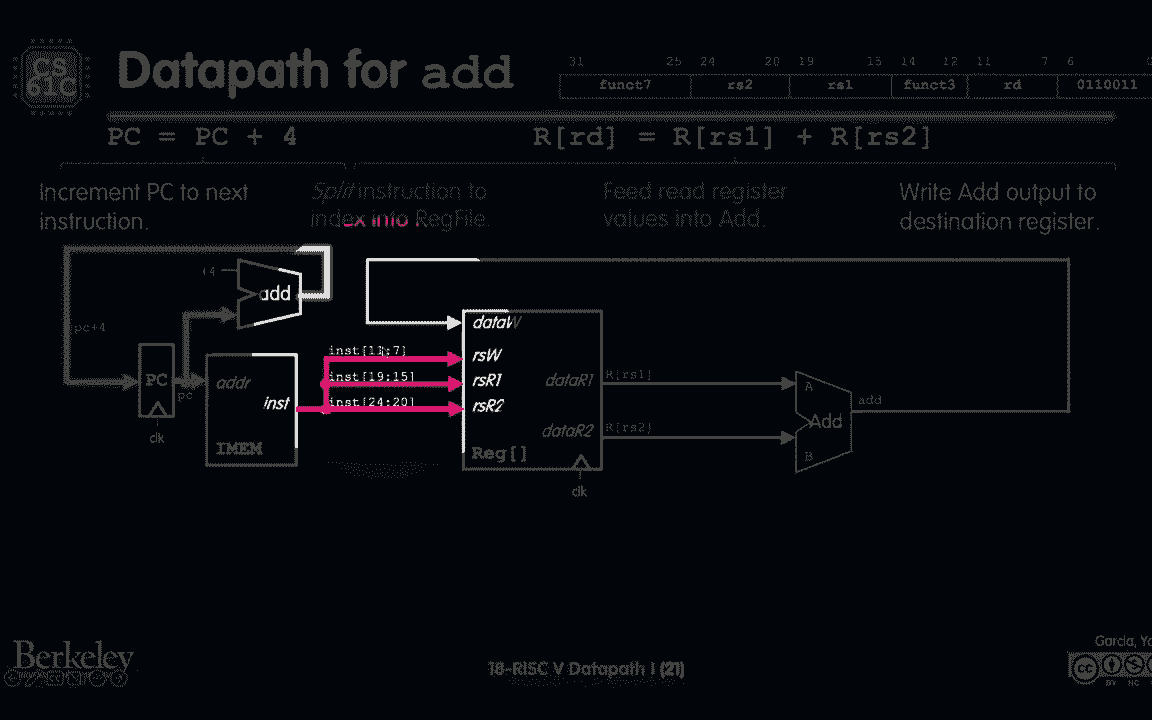 CS
61C
Datapath for add
31 25 24 20 19 15 14 12 11 7 6
funct7 rs2 rs1 funct3 rd 0110011
PC = PC + 4
R[rd] = R[rs1] + R[rs2]
Increment PC to next
instruction.
Split instruction to
index into RegFile.
Feed read register
values into Add.
Write Add output to
destination register.
+4
add
pc+4
PC
pc
clk
addr
inst
IMEM
inst[11:7]
inst[19:15]
inst[24:20]
dataW
rsW
rsR1
rsR2
dataR1
dataR2
Reg[]
clk
R[rs1]
R[rs2]
A
Add
B
add
Berkeley
18-RISC V Datapath I (21)
Garcia,
cc
BY NC